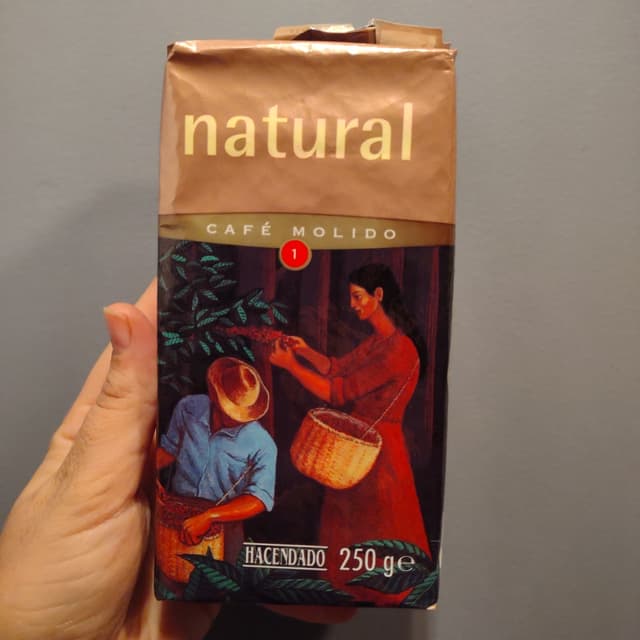 natural
CAFÉ MOLIDO
1
HACENDADO 250 g℮